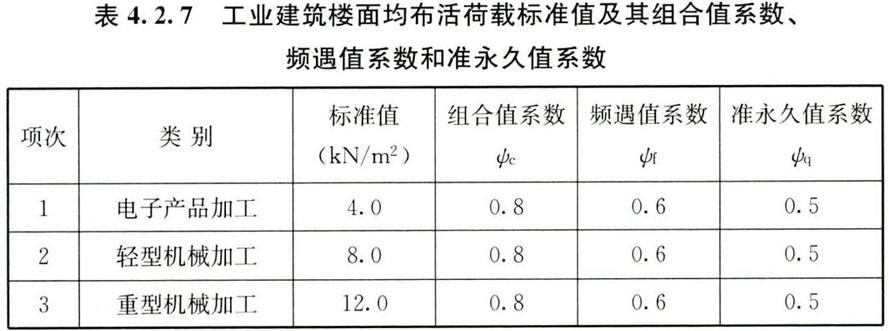 表 4.2.7 工业建筑楼面均布活荷载标准值及其组合值系数、
频遇值系数和准永久值系数
项次 类别 标准值 (kN/m²) 组合值系数 ψc 频遇值系数 ψf 准永久值系数 ψq
1 电子产品加工 4.0 0.8 0.6 0.5
2 轻型机械加工 8.0 0.8 0.6 0.5
3 重型机械加工 12.0 0.8 0.6 0.5